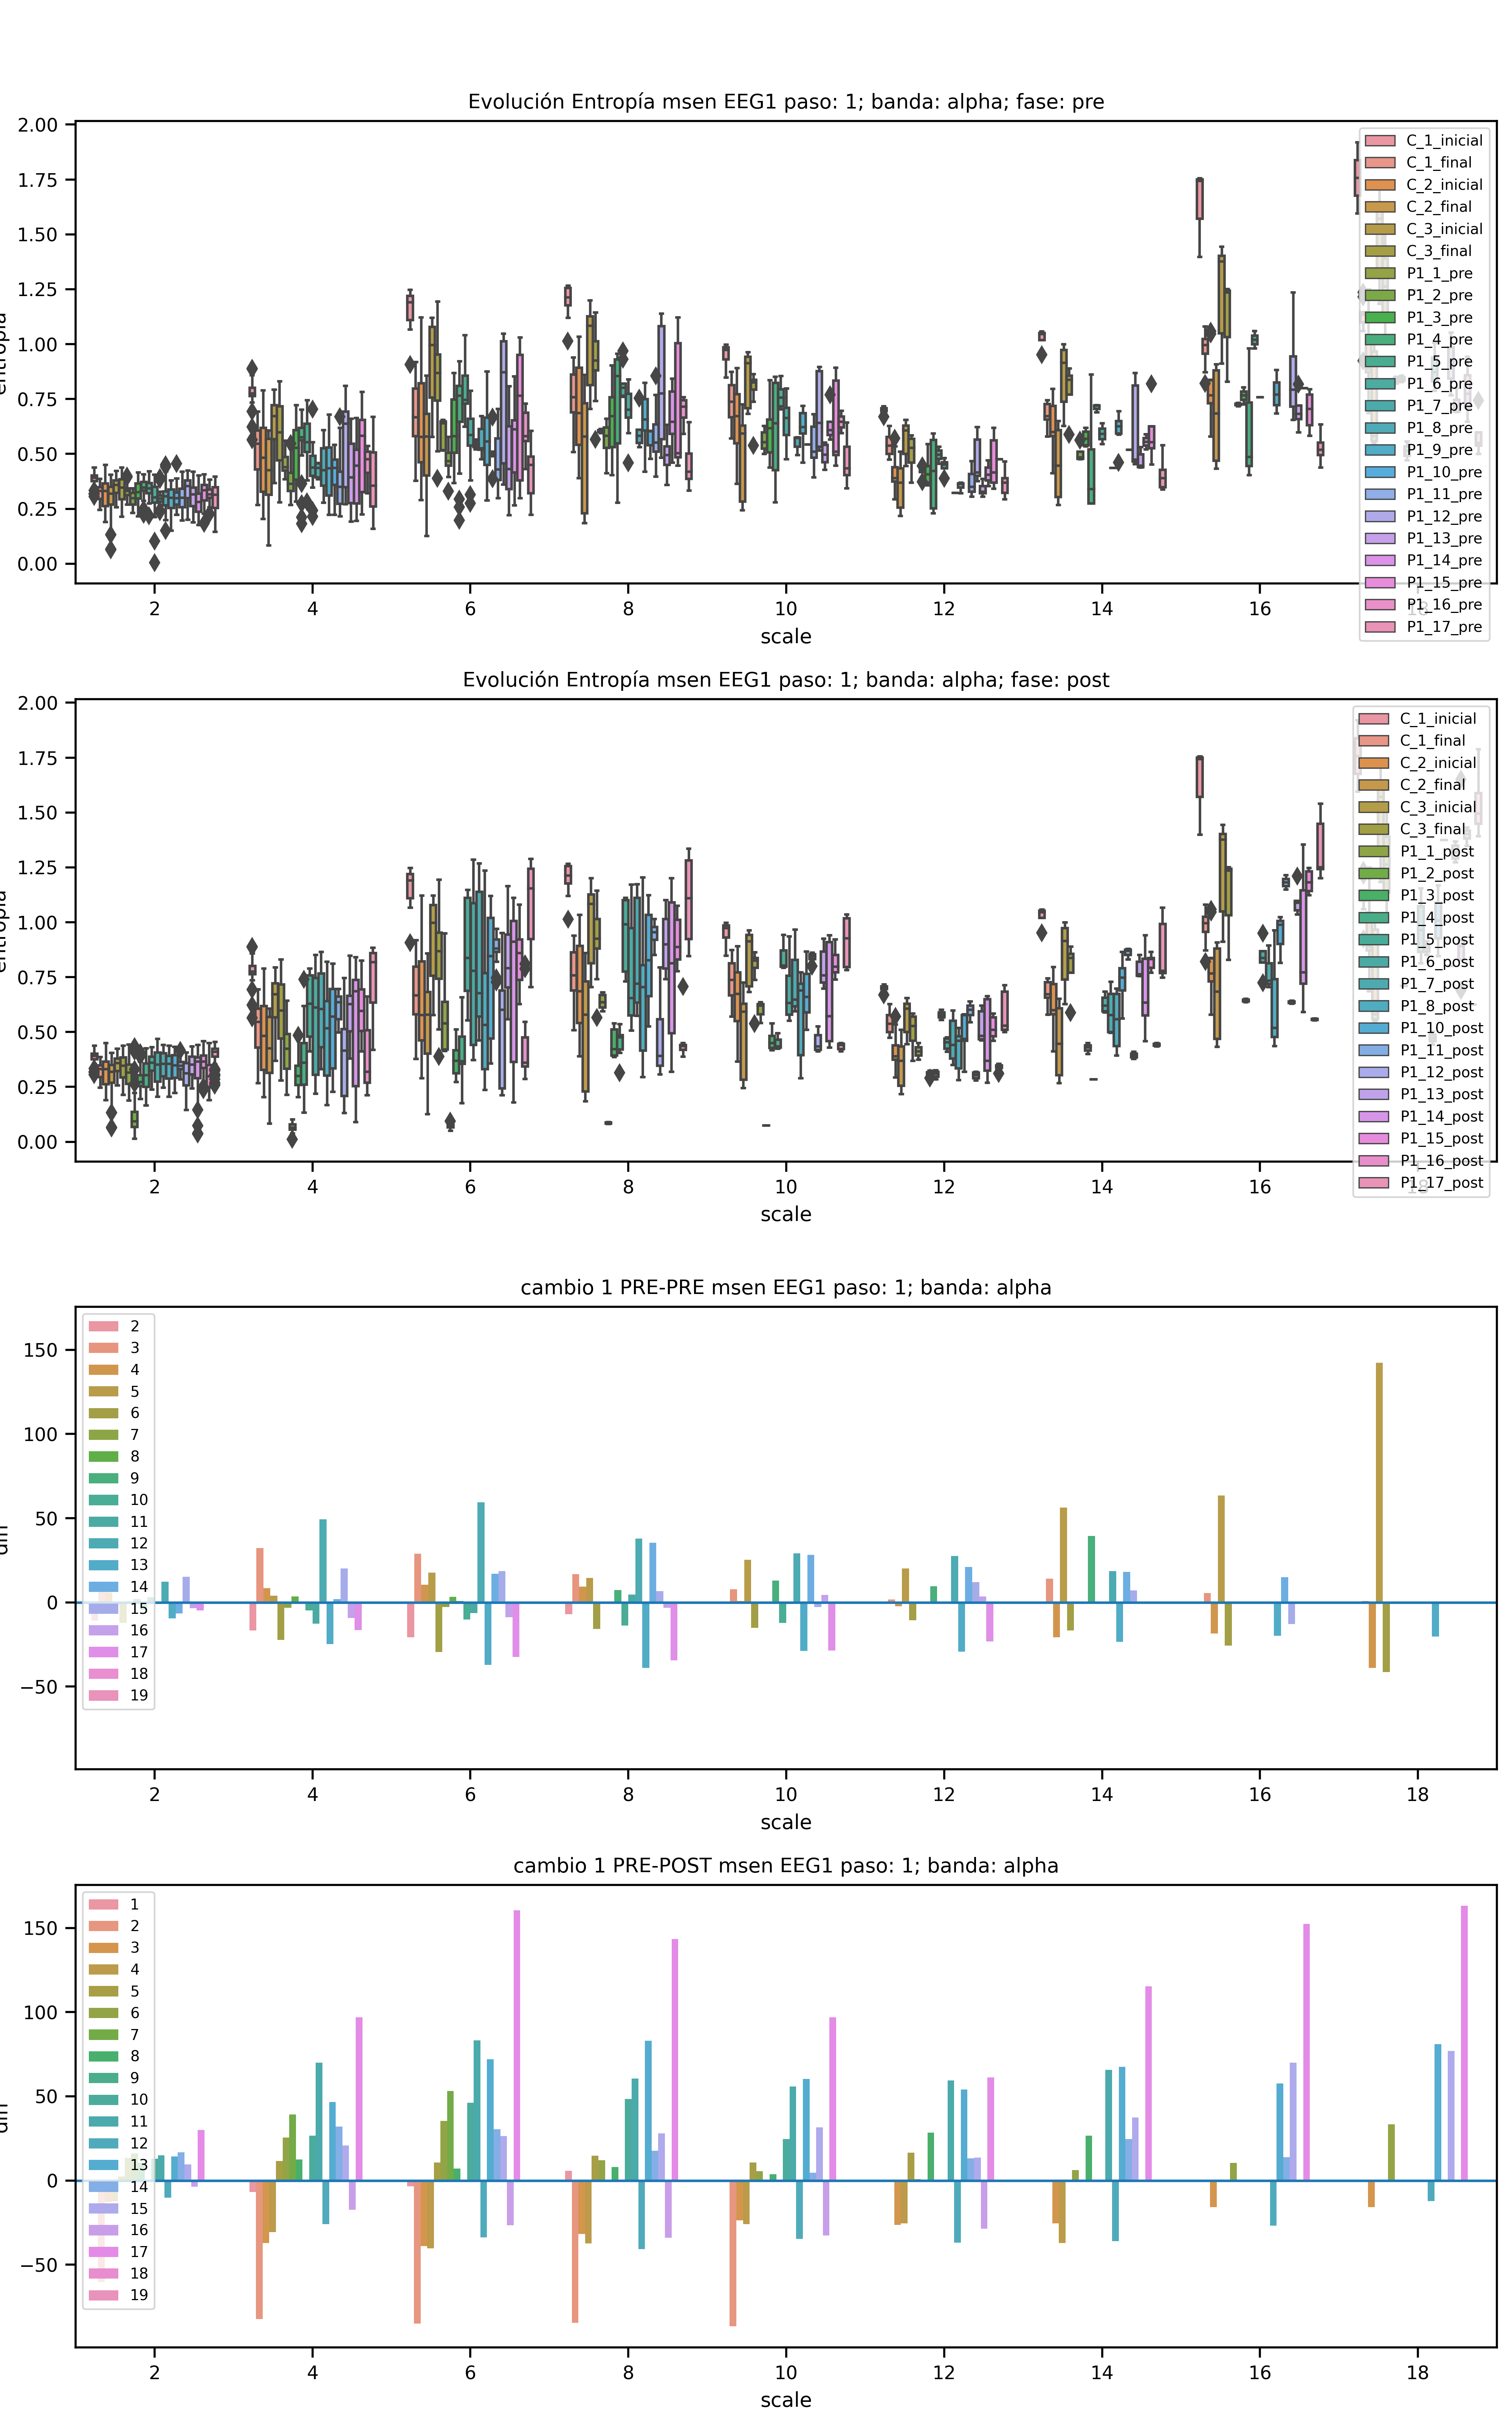 Evolución Entropía msen EEG1 paso: 1; banda: alpha; fase: pre
2.00
1.75
1.50
1.25
1.00
0.75
0.50
0.25
0.00
C_1_inicial
C_1_final
C_2_inicial
C_2_final
C_3_inicial
C_3_final
P1_1_pre
P1_2_pre
P1_3_pre
P1_4_pre
P1_5_pre
P1_6_pre
P1_7_pre
P1_8_pre
P1_9_pre
P1_10_pre
P1_11_pre
P1_12_pre
P1_13_pre
P1_14_pre
P1_15_pre
P1_16_pre
P1_17_pre
2 4 6 8 10 12 14 16 18
scale
Evolución Entropía msen EEG1 paso: 1; banda: alpha; fase: post
2.00
1.75
1.50
1.25
1.00
0.75
0.50
0.25
0.00
C_1_inicial
C_1_final
C_2_inicial
C_2_final
C_3_inicial
C_3_final
P1_1_post
P1_2_post
P1_3_post
P1_4_post
P1_5_post
P1_6_post
P1_7_post
P1_8_post
P1_10_post
P1_11_post
P1_12_post
P1_13_post
P1_14_post
P1_15_post
P1_16_post
P1_17_post
2 4 6 8 10 12 14 16 18
scale
cambio 1 PRE-PRE msen EEG1 paso: 1; banda: alpha
150
100
50
0
−50
2
3
4
5
6
7
8
9
10
11
12
13
14
15
16
17
18
19
2 4 6 8 10 12 14 16 18
scale
cambio 1 PRE-POST msen EEG1 paso: 1; banda: alpha
150
100
50
0
−50
1
2
3
4
5
6
7
8
9
10
11
12
13
14
15
16
17
18
19
2 4 6 8 10 12 14 16 18
scale